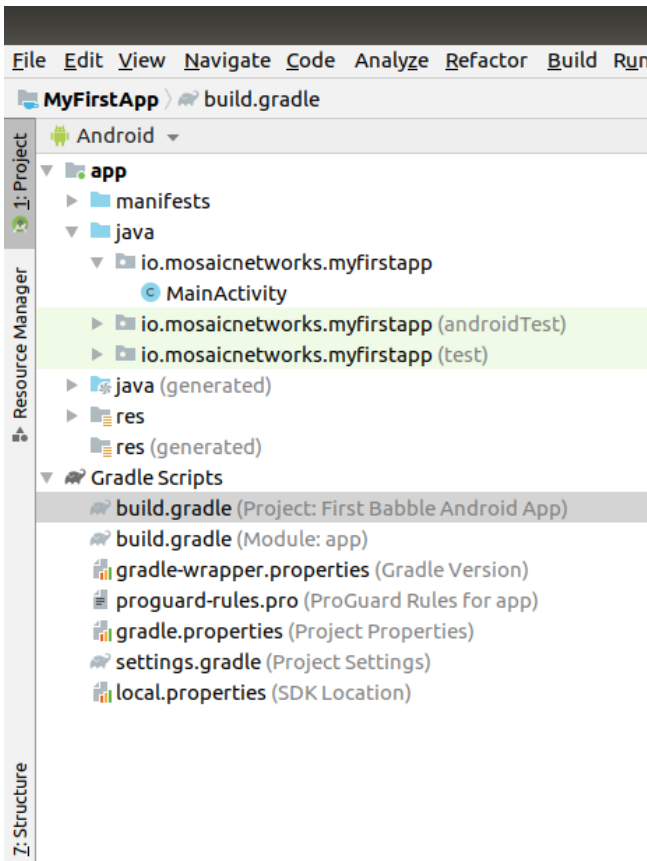 File Edit View Navigate Code Analyze Refactor Build Run
MyFirstApp build.gradle
Android
1: Project
Resource Manager
7: Structure
app
manifests
java
io.mosaicnetworks.myfirstapp
MainActivity
io.mosaicnetworks.myfirstapp (androidTest)
io.mosaicnetworks.myfirstapp (test)
java (generated)
res
res (generated)
Gradle Scripts
build.gradle (Project: First Babble Android App)
build.gradle (Module: app)
gradle-wrapper.properties (Gradle Version)
proguard-rules.pro (ProGuard Rules for app)
gradle.properties (Project Properties)
settings.gradle (Project Settings)
local.properties (SDK Location)